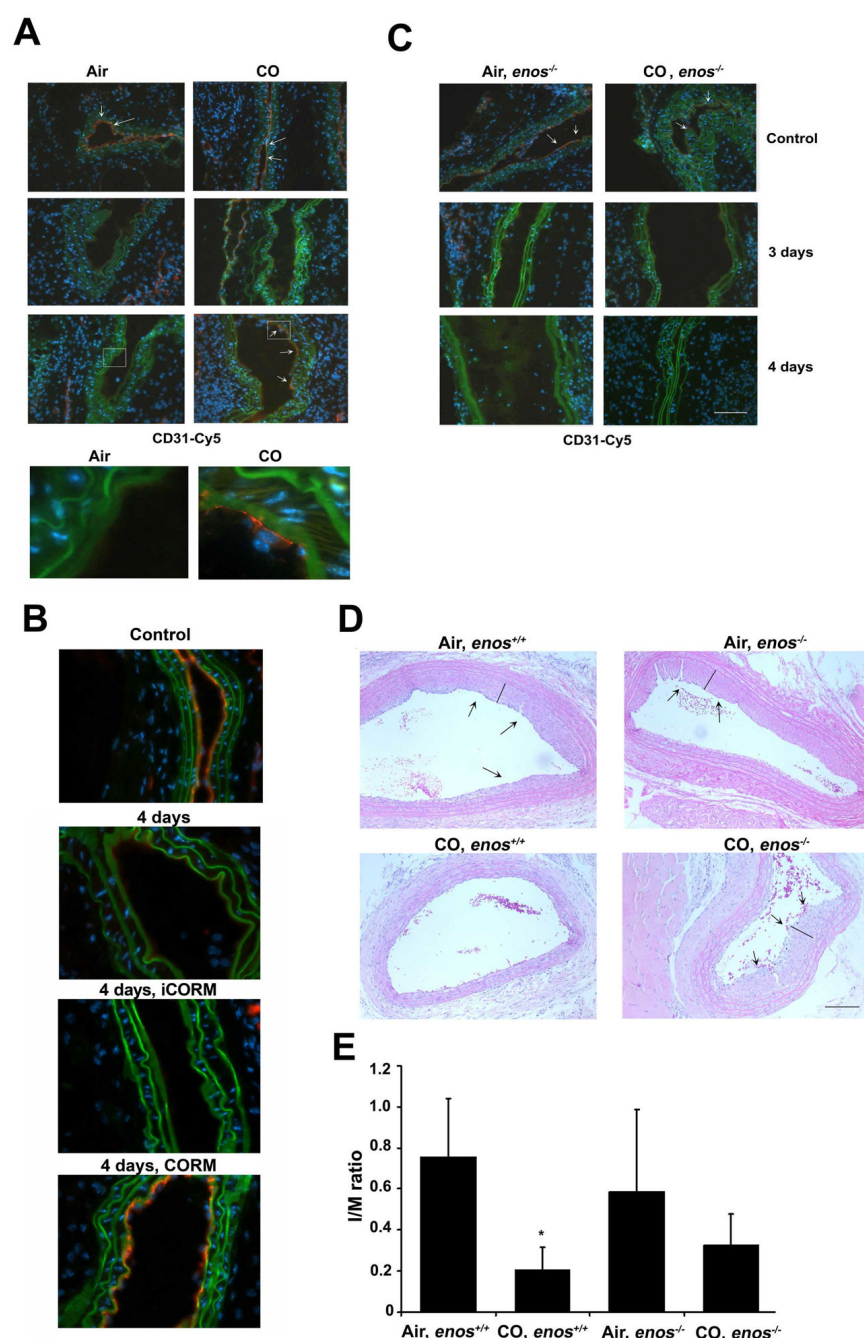 A
Air CO
CD31-Cy5
Air CO
B
Control
4 days
4 days, iCORM
4 days, CORM
C
Air, enos-/- CO, enos-/-
Control
3 days
4 days
CD31-Cy5
D
Air, enos+/+ Air, enos-/-
CO, enos+/+ CO, enos-/-
E
1.2
1.0
0.8
0.6
0.4
0.2
0
I/M ratio
*
Air, enos+/+ CO, enos+/+ Air, enos-/- CO, enos-/-